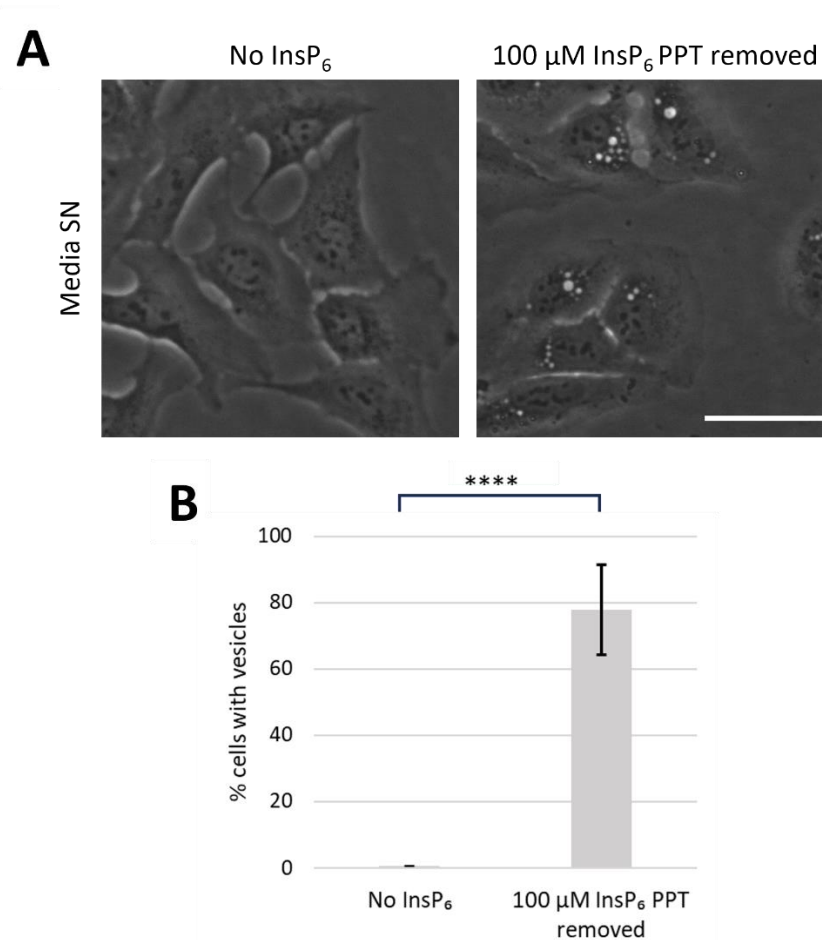 A
No InsP₆
100 µM InsP₆ PPT removed
Media SN
B
****
100
80
60
40
20
0
% cells with vesicles
No InsP₆
100 µM InsP₆ PPT
removed